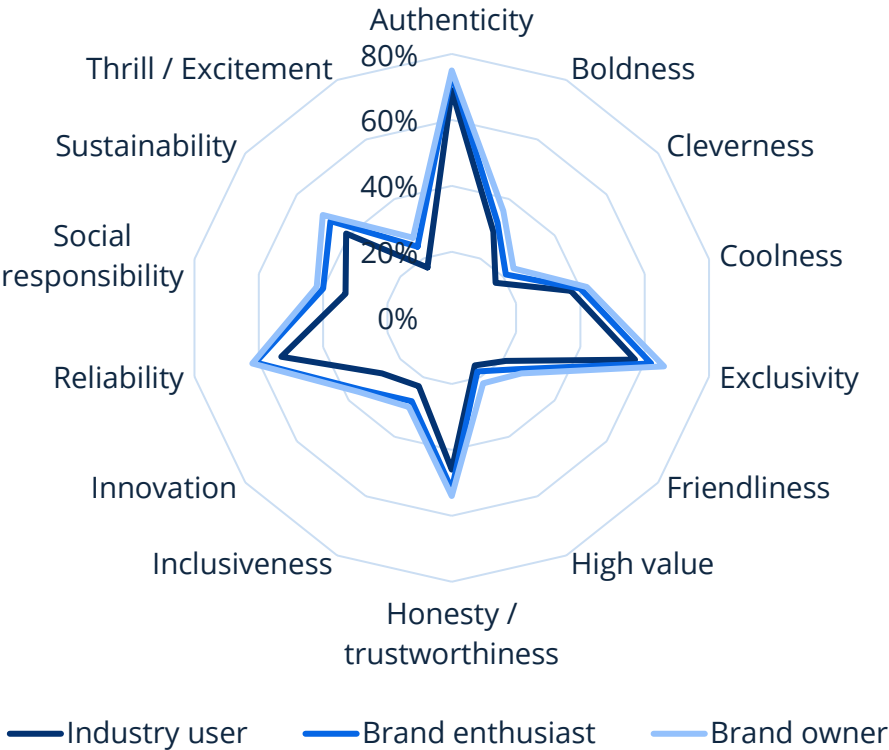 Authenticity
80%
Thrill / Excitement
Boldness
60%
Sustainability
Cleverness
40%
Social
responsibility
20%
Coolness
0%
Reliability
Exclusivity
Innovation
Friendliness
Inclusiveness
High value
Honesty /
trustworthiness
Industry user
Brand enthusiast
Brand owner